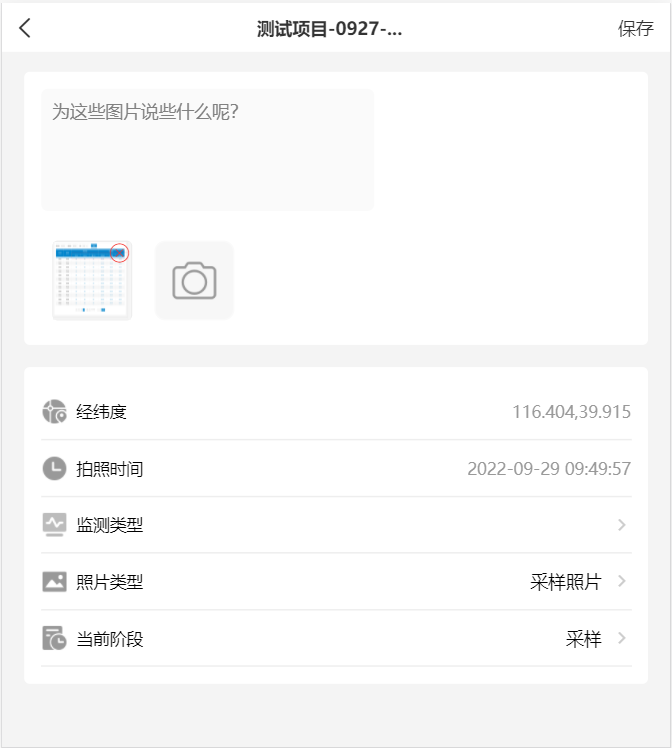 测试项目-0927-...
保存
为这些图片说些什么呢?
经纬度
116.404,39.915
拍照时间
2022-09-29 09:49:57
监测类型
照片类型
采样照片
当前阶段
采样